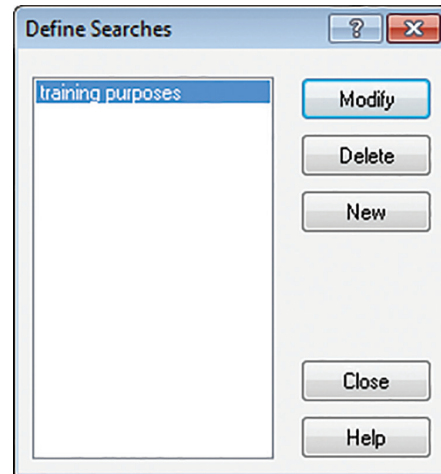 Define Searches
training purposes
Modify
Delete
New
Close
Help